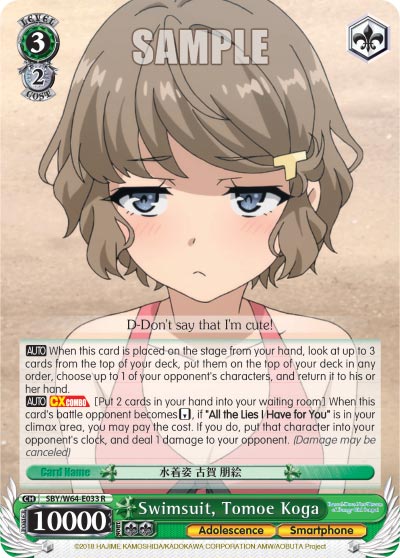 LEVEL
3
2
COST
SAMPLE
D-Don't say that I'm cute!
AUTO When this card is placed on the stage from your hand, look at up to 3
cards from the top of your deck, put them on the top of your deck in any
order, choose up to 1 of your opponent's characters, and return it to his or
her hand.
AUTO CXCOMBO [Put 2 cards in your hand into your waiting room] When this
card's battle opponent becomes, if "All the Lies I Have for You" is in your
climax area, you may pay the cost. If you do, put that character into your
opponent's clock, and deal 1 damage to your opponent. (Damage may be
canceled)
Card Name
水着姿 古賀 朋絵
CH SBY/W64-E033 R
POWER
10000
Swimsuit, Tomoe Koga
Adolescence
Smartphone
©2018 HAJIME KAMOSHIDA/KADOKAWA CORPORATION AMW/AOBUTA Project